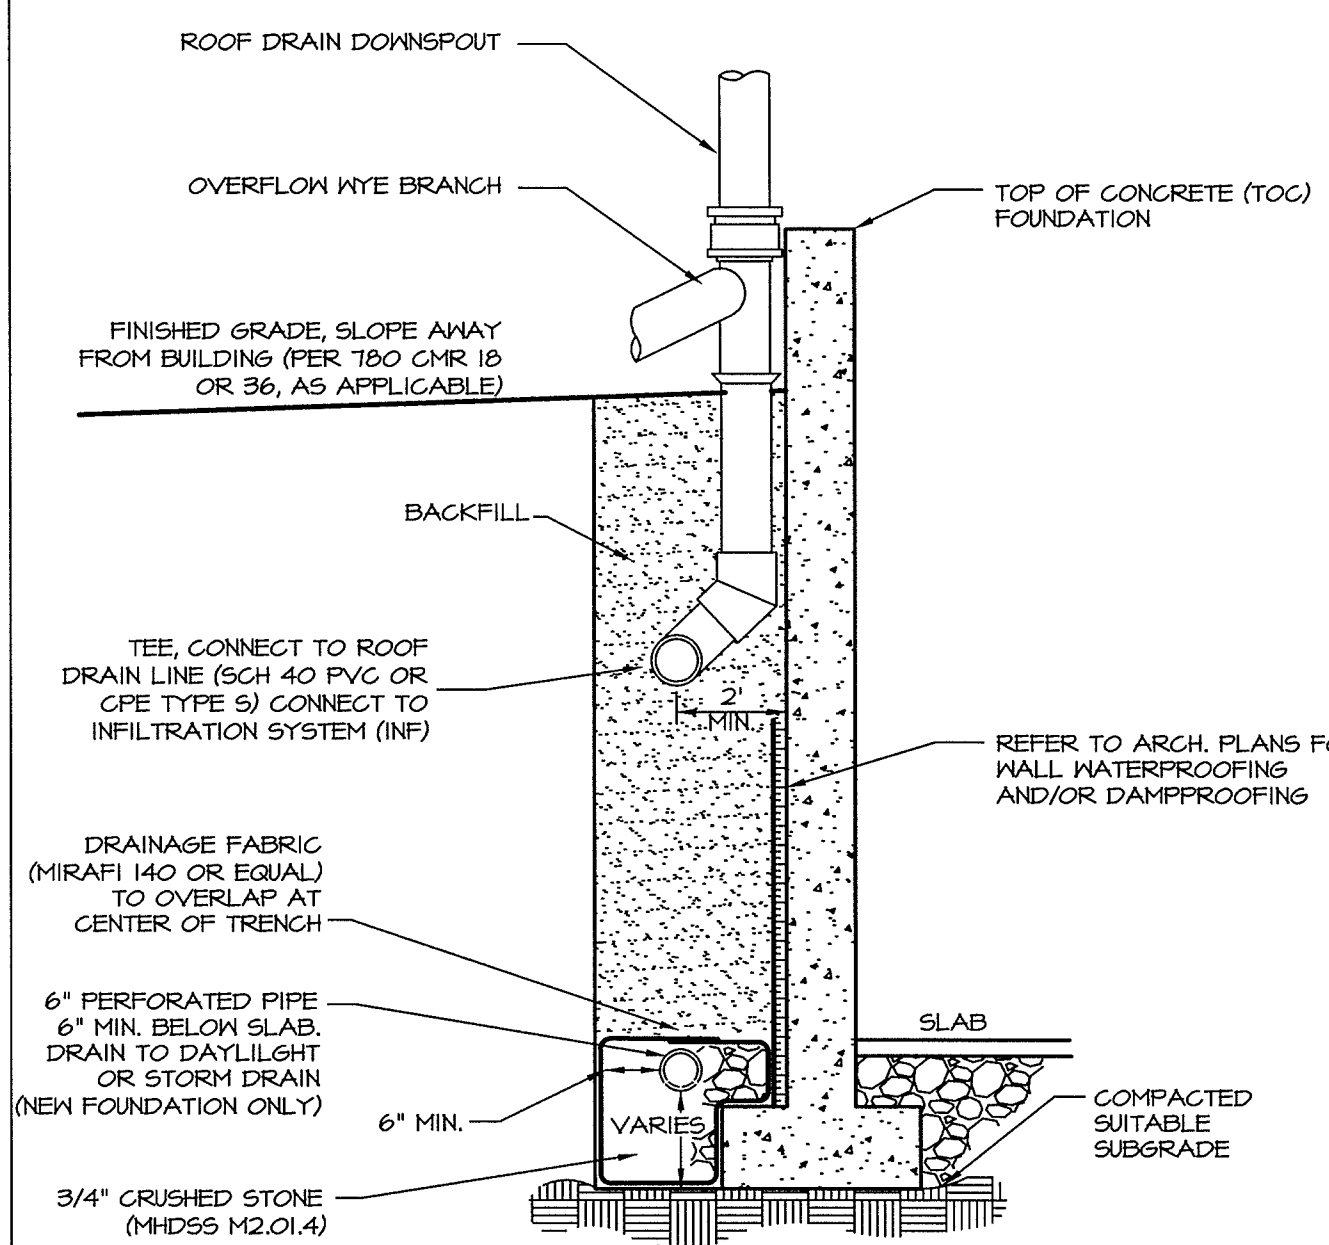 ROOF DRAIN DOWNSPOUT
OVERFLOW WYE BRANCH
TOP OF CONCRETE (TOC)
FOUNDATION
FINISHED GRADE, SLOPE AWAY
FROM BUILDING (PER 780 CMR 18
OR 36, AS APPLICABLE)
BACKFILL
TEE, CONNECT TO ROOF
DRAIN LINE (SCH 40 PVC OR
CPE TYPE S) CONNECT TO
INFILTRATION SYSTEM (INF)
2'
MIN.
REFER TO ARCH. PLANS FO
WALL WATERPROOFING
AND/OR DAMPPROOFING
DRAINAGE FABRIC
(MIRAFI 140 OR EQUAL)
TO OVERLAP AT
CENTER OF TRENCH
6" PERFORATED PIPE
6" MIN. BELOW SLAB.
DRAIN TO DAYLILGHT
OR STORM DRAIN
(NEW FOUNDATION ONLY)
SLAB
6" MIN.
VARIES
COMPACTED
SUITABLE
SUBGRADE
3/4" CRUSHED STONE
(MHDSS M2.01.4)